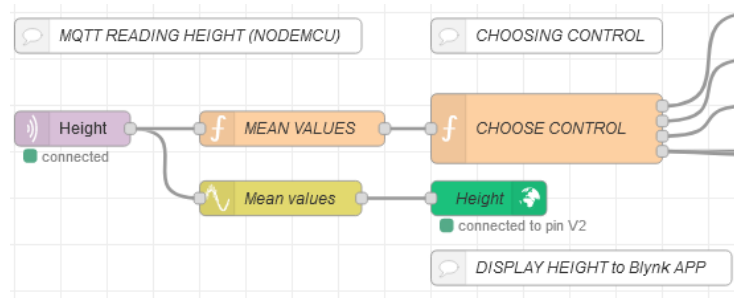 MQTT READING HEIGHT (NODEMCU)
CHOOSING CONTROL
Height
MEAN VALUES
CHOOSE CONTROL
connected
Mean values
Height
connected to pin V2
DISPLAY HEIGHT to Blynk APP